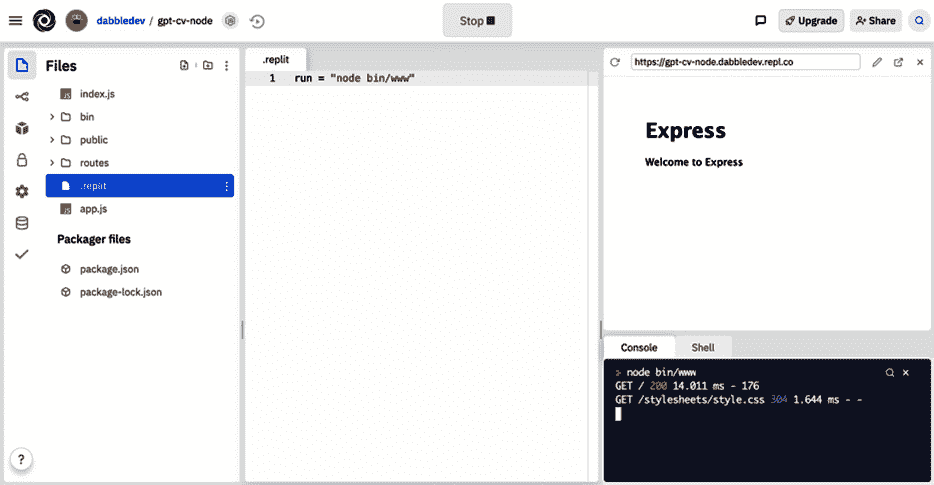 dabbledev / gpt-cv-node
Stop
Upgrade
Share
Files
index.js
bin
public
routes
.replit
app.js
Packager files
package.json
package-lock.json
?
.replit
1 run = "node bin/www"
https://gpt-cv-node.dabbledev.repl.co
Express
Welcome to Express
Console Shell
node bin/www
GET / 200 14.011 ms - 176
GET /stylesheets/style.css 304 1.644 ms - -